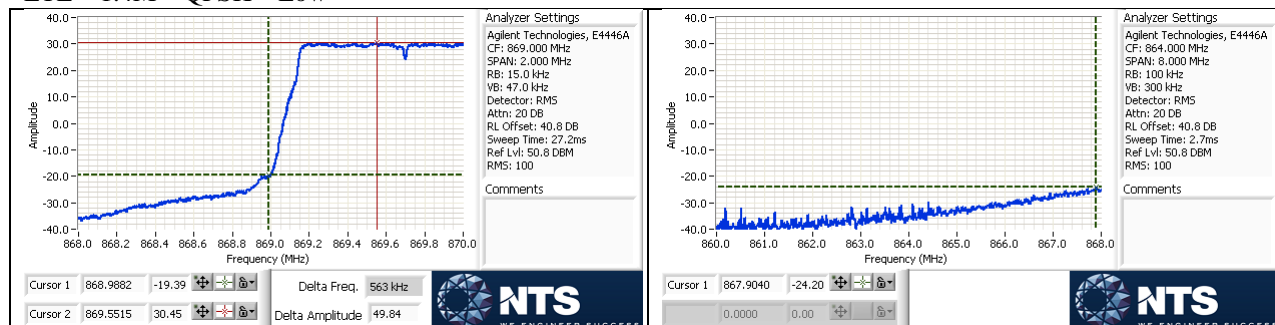 40.0
30.0
20.0
10.0
0.0
-10.0
-20.0
-30.0
-40.0
Amplitude
868.0 868.2 868.4 868.6 868.8 869.0 869.2 869.4 869.6 869.8 870.0
Frequency (MHz)
Analyzer Settings
Agilent Technologies, E4446A
CF: 869.000 MHz
SPAN: 2.000 MHz
RB: 15.0 kHz
VB: 47.0 kHz
Detector: RMS
Attn: 20 DB
RL Offset: 40.8 DB
Sweep Time: 27.2ms
Ref Lvl: 50.8 DBM
RMS: 100
Comments
Cursor 1 868.9882 -19.39
Cursor 2 869.5515 30.45
Delta Freq. 563 kHz
Delta Amplitude 49.84
NTS
40.0
30.0
20.0
10.0
0.0
-10.0
-20.0
-30.0
-40.0
Amplitude
860.0 861.0 862.0 863.0 864.0 865.0 866.0 867.0 868.0
Frequency (MHz)
Analyzer Settings
Agilent Technologies, E4446A
CF: 864.000 MHz
SPAN: 8.000 MHz
RB: 100 kHz
VB: 300 kHz
Detector: RMS
Attn: 20 DB
RL Offset: 40.8 DB
Sweep Time: 2.7ms
Ref Lvl: 50.8 DBM
RMS: 100
Comments
Cursor 1 867.9040 -24.20
0.0000 0.00
NTS